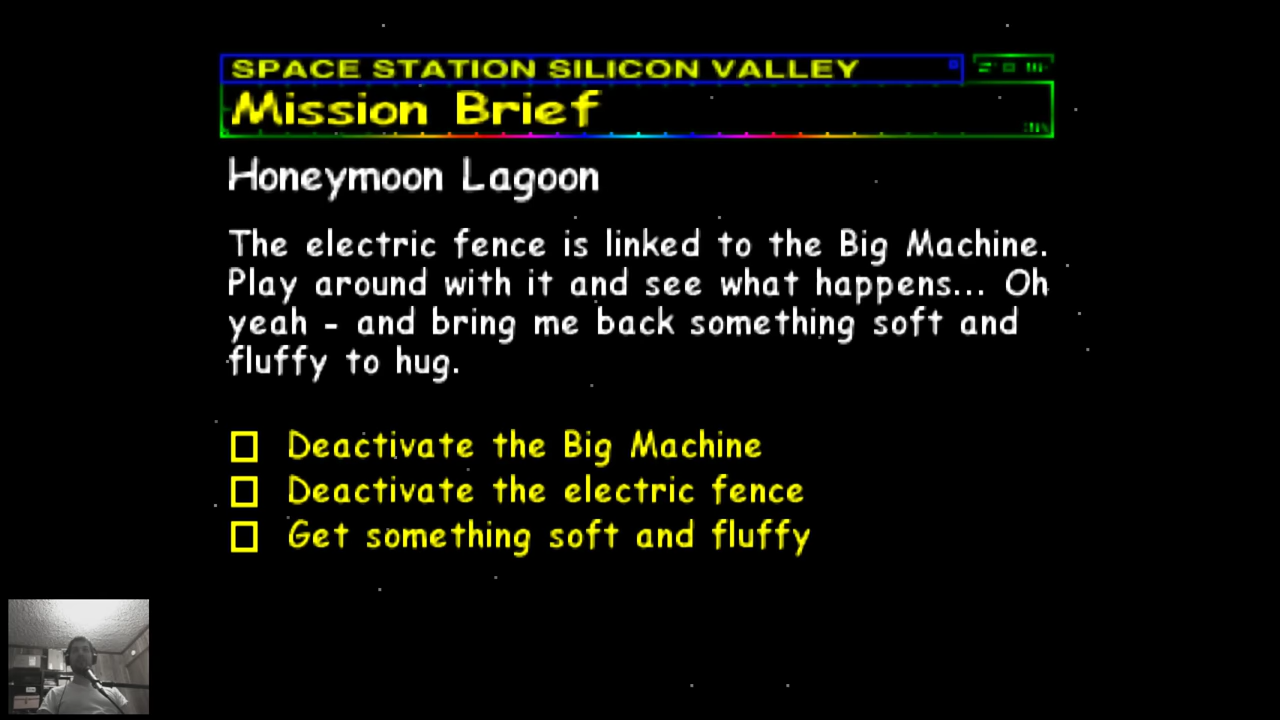 SPACE STATION SILICON VALLEY
Mission Brief
Honeymoon Lagoon
The electric fence is linked to the Big Machine.
Play around with it and see what happens... Oh
yeah - and bring me back something soft and
fluffy to hug.
Deactivate the Big Machine
Deactivate the electric fence
Get something soft and fluffy